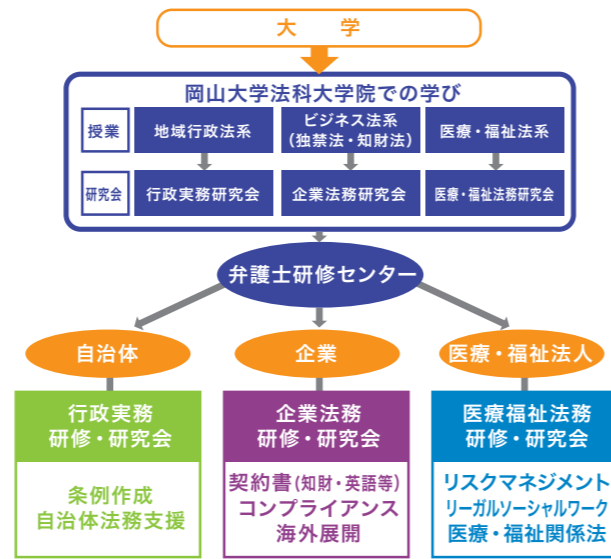 大　学
岡山大学法科大学院での学び
授業
地域行政法系
ビジネス法系
(独禁法・知財法)
医療・福祉法系
研究会
行政実務研究会
企業法務研究会
医療・福祉法務研究会
弁護士研修センター
自治体
企業
医療・福祉法人
行政実務
研修・研究会
条例作成
自治体法務支援
企業法務
研修・研究会
契約書(知財・英語等)
コンプライアンス
海外展開
医療福祉法務
研修・研究会
リスクマネジメント
リーガルソーシャルワーク
医療・福祉関係法